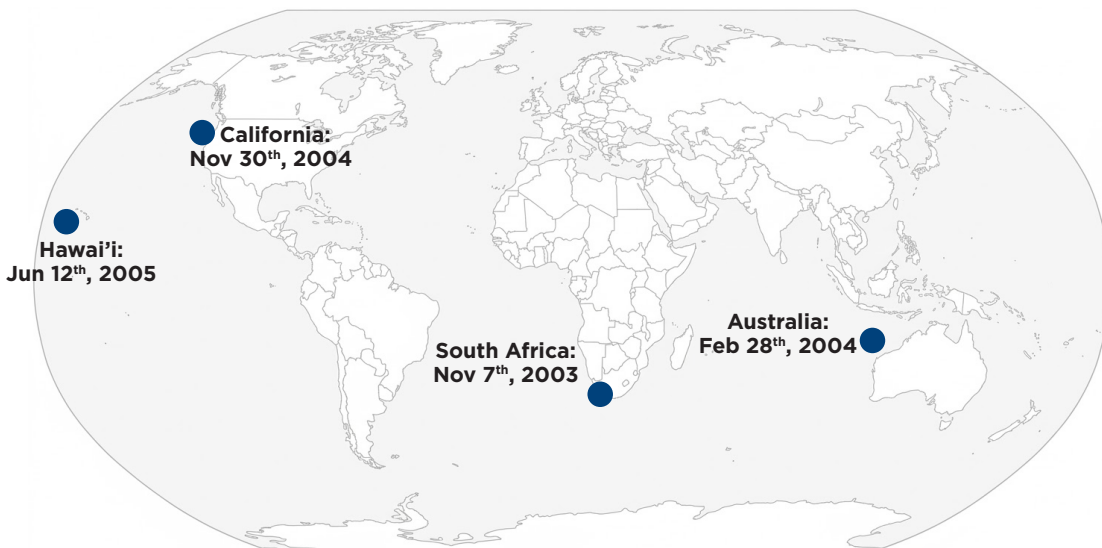 California:
Nov 30th, 2004
Hawai’i:
Jun 12th, 2005
Australia:
Feb 28th, 2004
South Africa:
Nov 7th, 2003